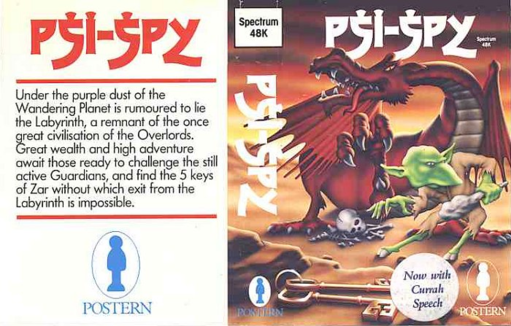 PSI-SPY
Under the purple dust of the
Wandering Planet is rumoured to lie
the Labyrinth, a remnant of the once
great civilisation of the Overlords.
Great wealth and high adventure
await those ready to challenge the still
active Guardians, and find the 5 keys
of Zar without which exit from the
Labyrinth is impossible.
POSTERN
Spectrum
48K
PSI-SPY
PSI-SPY
Spectrum
48K
Now with
Currah
Speech
POSTERN